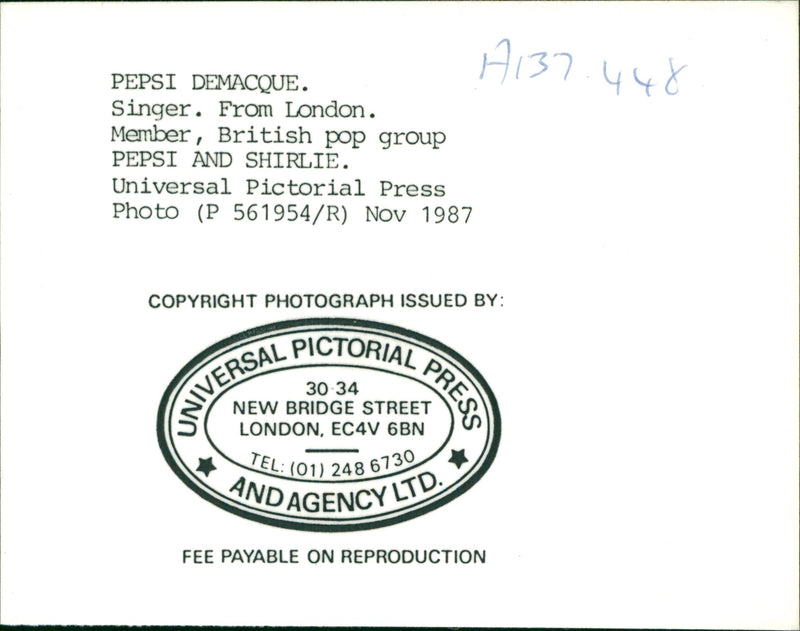 A137.448
PEPSI DEMACQUE.
Singer. From London.
Member, British pop group
PEPSI AND SHIRLIE.
Universal Pictorial Press
Photo (P 561954/R) Nov 1987
COPYRIGHT PHOTOGRAPH ISSUED BY:
UNIVERSAL PICTORIAL PRESS
30-34
NEW BRIDGE STREET
LONDON, EC4V 6BN
TEL: (01) 248 6730
AND AGENCY LTD.
FEE PAYABLE ON REPRODUCTION